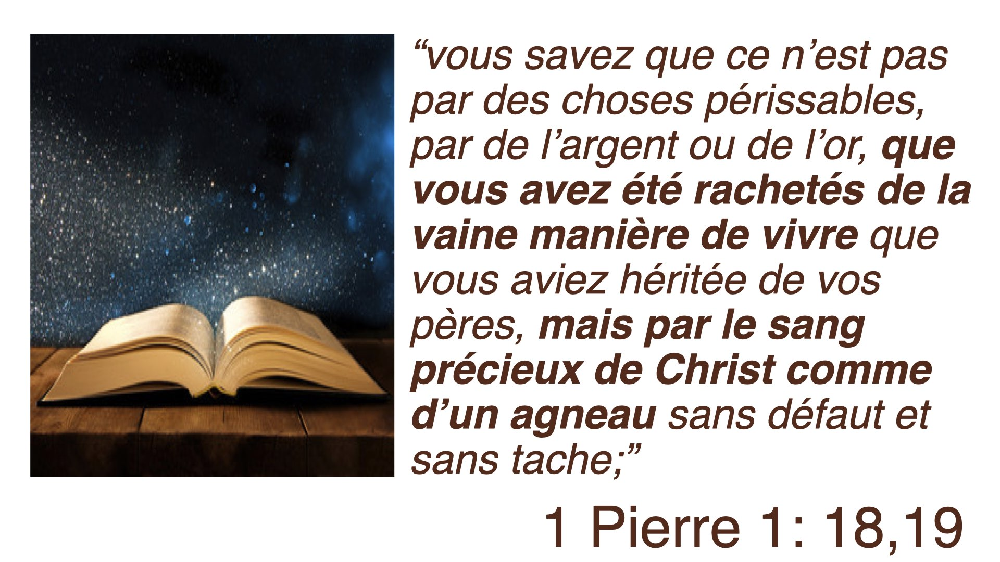 “vous savez que ce n’est pas
par des choses périssables,
par de l’argent ou de l’or, que
vous avez été rachetés de la
vaine manière de vivre que
vous aviez héritée de vos
pères, mais par le sang
précieux de Christ comme
d’un agneau sans défaut et
sans tache;”
1 Pierre 1: 18,19